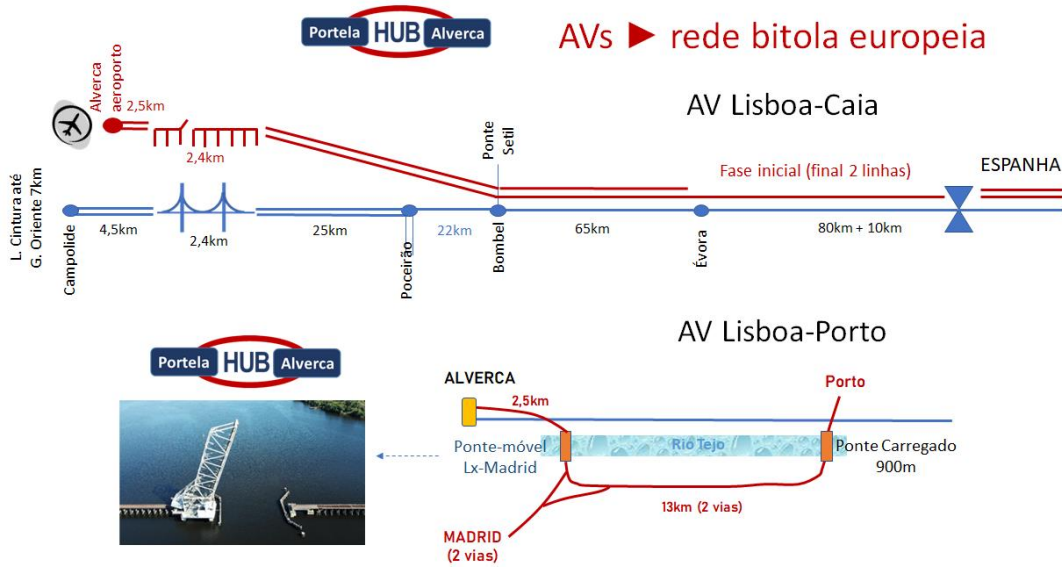 Portela HUB Alverca
AVs ► rede bitola europeia
AV Lisboa-Caia
Alverca
aeroporto
2,5km
2,4km
Ponte
Setil
Fase inicial (final 2 linhas)
ESPANHA
L. Cintura até
G. Oriente 7km
Campolide
4,5km
2,4km
25km
Poceirão
22km
Bombel
65km
Évora
80km + 10km
AV Lisboa-Porto
Portela HUB Alverca
ALVERCA
2,5km
Porto
Ponte-móvel
Lx-Madrid
Rio Tejo
Ponte Carregado
900m
13km (2 vias)
MADRID
(2 vias)